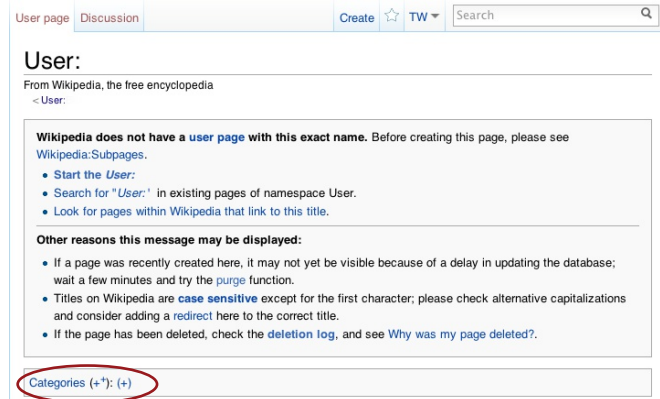 User page Discussion Create TW Search
User:
From Wikipedia, the free encyclopedia
< User:
Wikipedia does not have a user page with this exact name. Before creating this page, please see
Wikipedia:Subpages.
• Start the User:
• Search for "User: ' in existing pages of namespace User.
• Look for pages within Wikipedia that link to this title.
Other reasons this message may be displayed:
• If a page was recently created here, it may not yet be visible because of a delay in updating the database;
wait a few minutes and try the purge function.
• Titles on Wikipedia are case sensitive except for the first character; please check alternative capitalizations
and consider adding a redirect here to the correct title.
• If the page has been deleted, check the deletion log, and see Why was my page deleted?.
Categories (+⁺): (+)